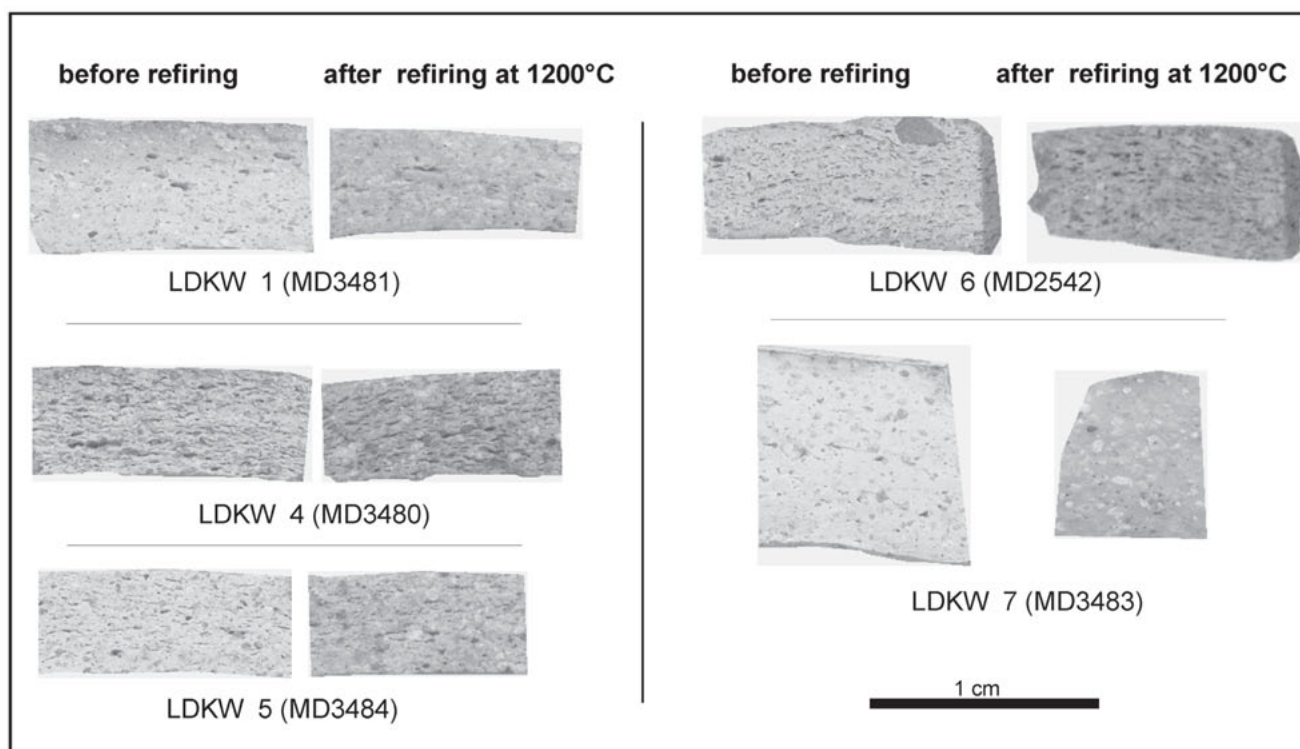 before refiring
after refiring at 1200°C
LDKW 1 (MD3481)
LDKW 4 (MD3480)
LDKW 5 (MD3484)
before refiring
after refiring at 1200°C
LDKW 6 (MD2542)
LDKW 7 (MD3483)
1 cm